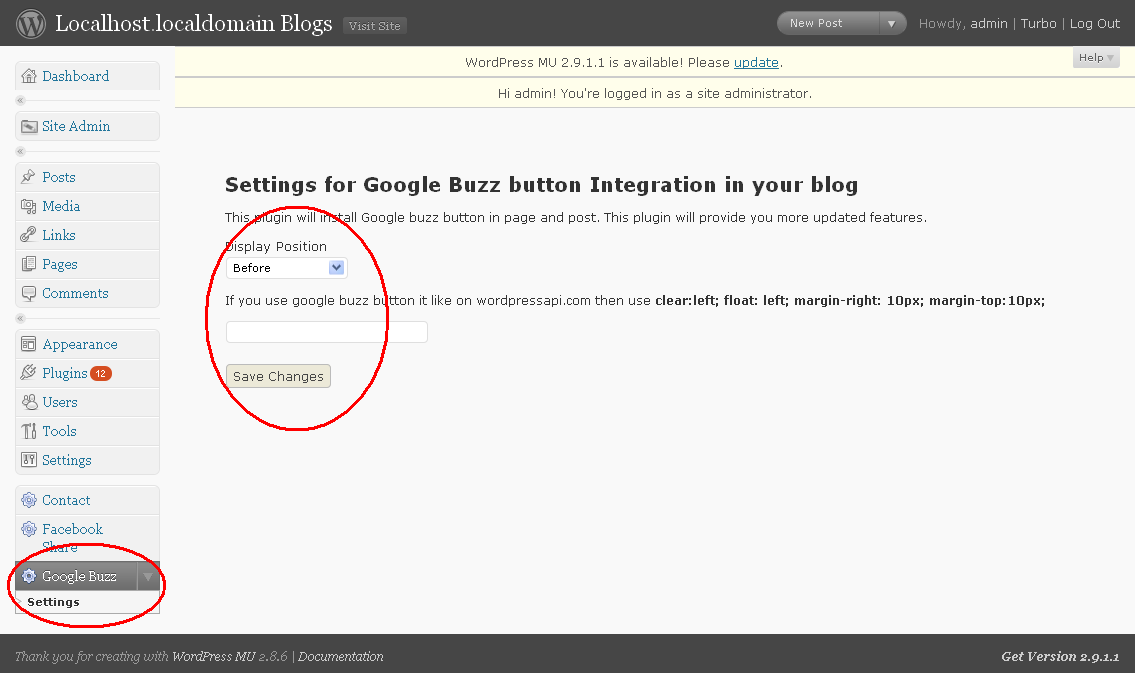 Localhost.localdomain Blogs Visit Site New Post Howdy, admin | Turbo | Log Out
WordPress MU 2.9.1.1 is available! Please update.
Help
Hi admin! You're logged in as a site administrator.
Dashboard
Site Admin
Posts
Media
Links
Pages
Comments
Appearance
Plugins 12
Users
Tools
Settings
Contact
Facebook
Share
Google Buzz
Settings
Settings for Google Buzz button Integration in your blog
This plugin will install Google buzz button in page and post. This plugin will provide you more updated features.
Display Position
Before
If you use google buzz button it like on wordpressapi.com then use clear:left; float: left; margin-right: 10px; margin-top:10px;
Save Changes
Thank you for creating with WordPress MU 2.8.6 | Documentation
Get Version 2.9.1.1